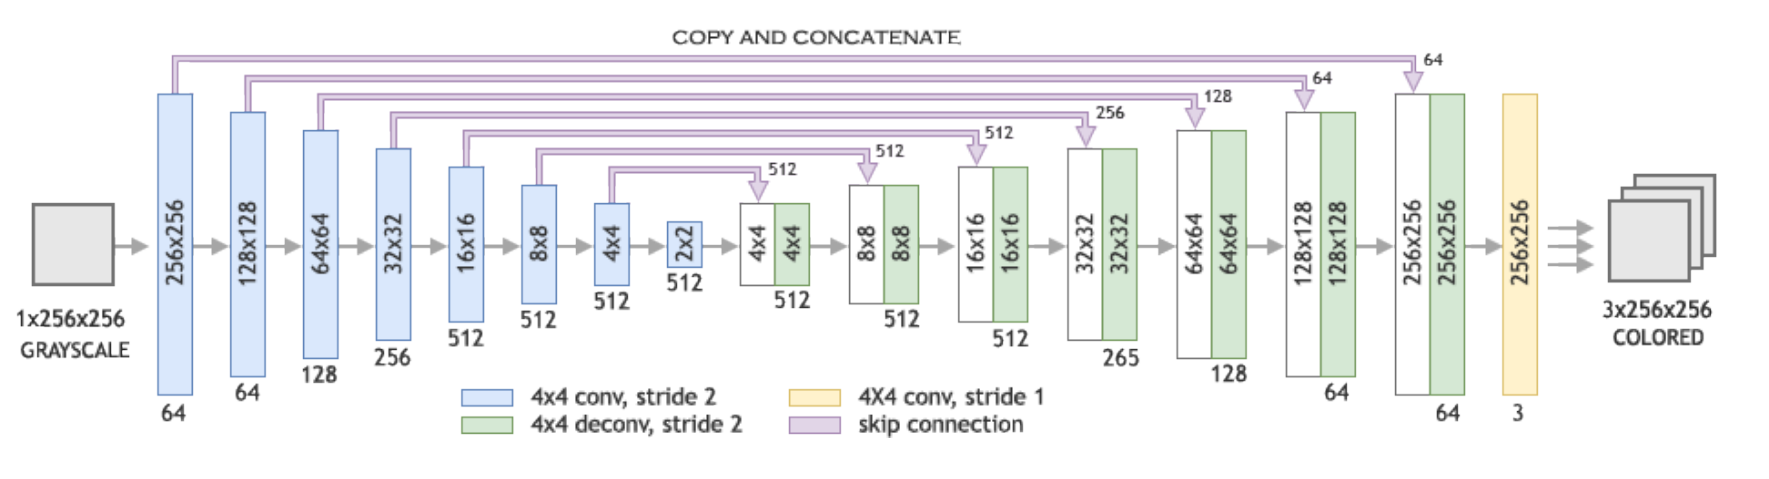 COPY AND CONCATENATE
64
64
128
256
512
512
512
1x256x256
GRAYSCALE
256x256
64
128x128
64
64x64
128
32x32
256
16x16
512
8x8
512
4x4
512
2x2
512
4x4
4x4
512
8x8
8x8
512
16x16
16x16
512
32x32
32x32
265
64x64
64x64
128
128x128
128x128
64
256x256
256x256
64
256x256
3
3x256x256
COLORED
4x4 conv, stride 2
4x4 deconv, stride 2
4X4 conv, stride 1
skip connection